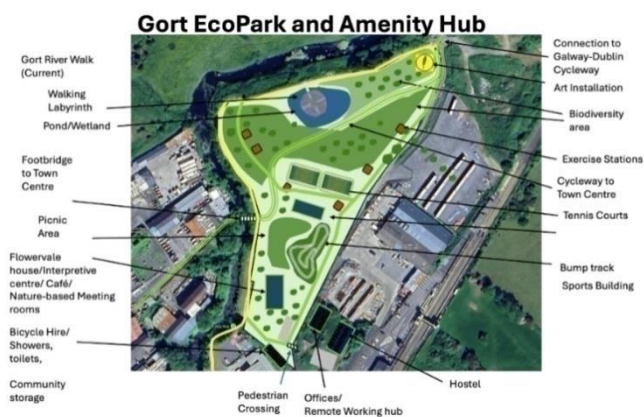 Gort EcoPark and Amenity Hub
Gort River Walk
(Current)
Walking
Labyrinth
Pond/Wetland
Footbridge
to Town
Centre
Picnic
Area
Flowervale
house/Interpretive
centre/ Café/
Nature-based Meeting
rooms
Bicycle Hire/
Showers,
toilets,
Community
storage
Pedestrian
Crossing
Offices/
Remote Working hub
Hostel
Connection to
Galway-Dublin
Cycleway
Art Installation
Biodiversity
area
Exercise Stations
Cycleway to
Town Centre
Tennis Courts
Bump track
Sports Building